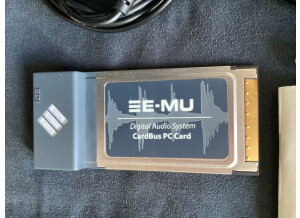 E-MU
Digital Audio System
CardBus PC Card